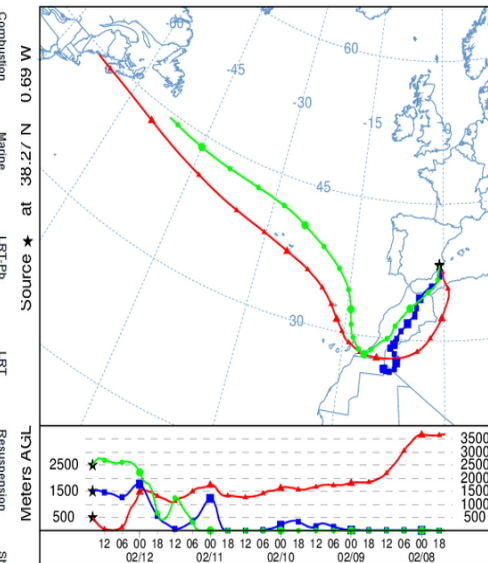 Combustion
Marine
LRT-Pb
LRT
Resuspension
Source ★ at 38.27 N 0.69 W
60
-45
-30
-15
45
30
Meters AGL
2500
1500
500
3500
3000
2500
2000
1500
1000
500
12 06 00 18 12 06 00 18 12 06 00 18 12 06 00 18 12 06 00 18
02/12 02/11 02/10 02/09 02/08